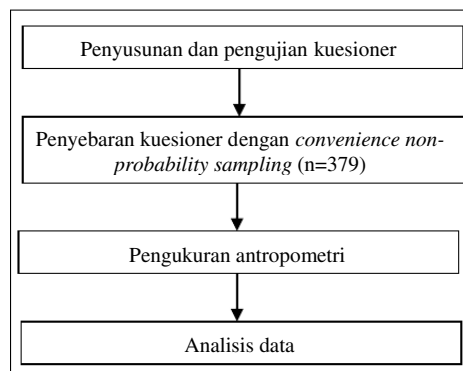 Penyusunan dan pengujian kuesioner
Penyebaran kuesioner dengan convenience non-
probability sampling (n=379)
Pengukuran antropometri
Analisis data